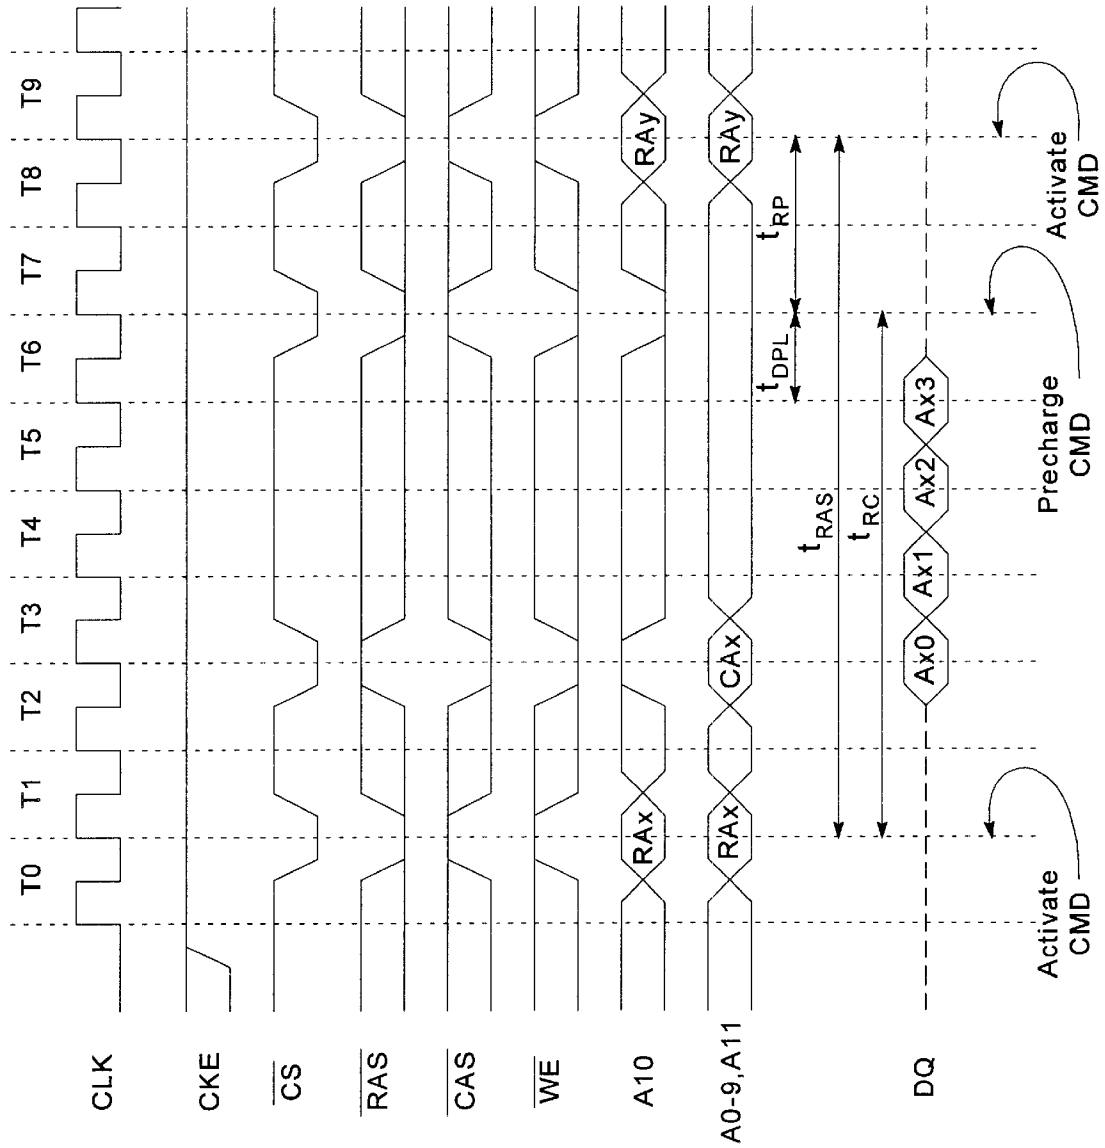 T0 T1 T2 T3 T4 T5 T6 T7 T8 T9
CLK
CKE
CS
RAS
CAS
WE
A10 RAx RAy
A0-9,A11 RAx CAx RAy
tDPL tRP
tRAS
tRC
DQ Ax0 Ax1 Ax2 Ax3
Activate
CMD
Precharge
CMD
Activate
CMD